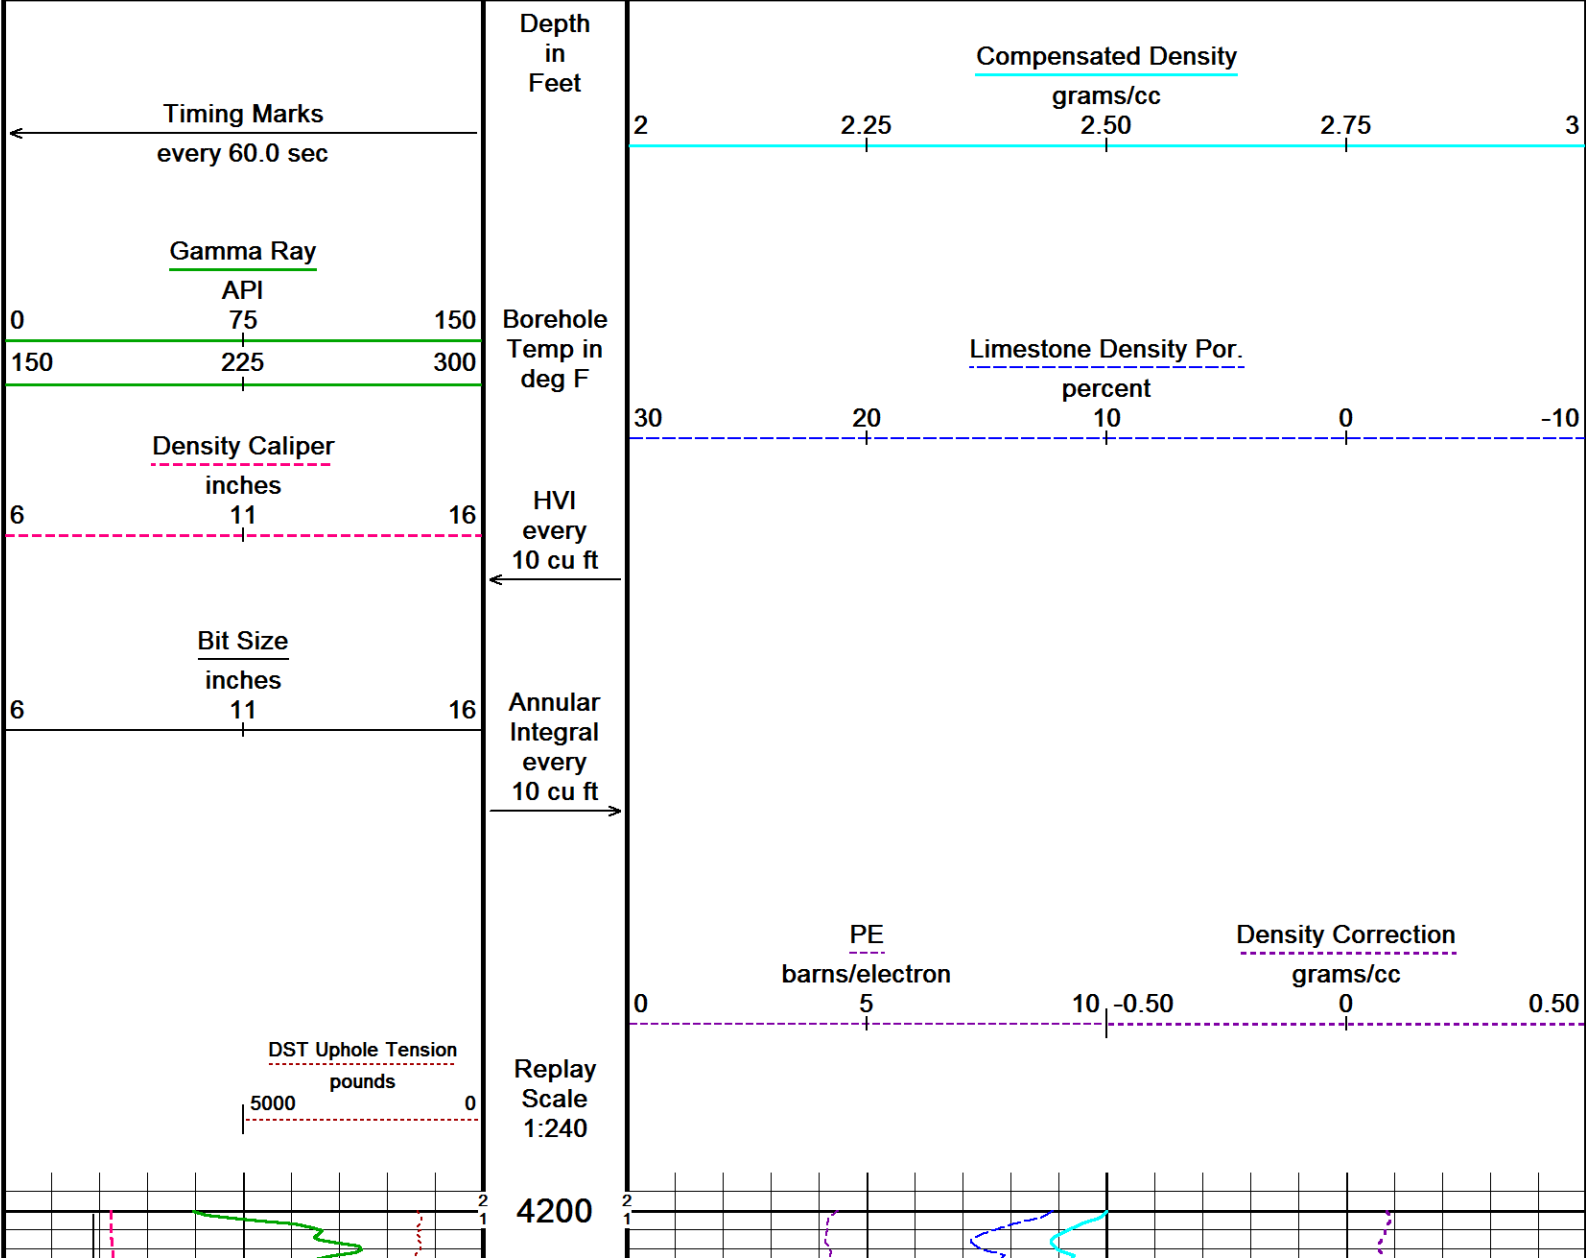 Timing Marks
every 60.0 sec
Gamma Ray
API
0 75 150
150 225 300
Density Caliper
inches
6 11 16
Bit Size
inches
6 11 16
DST Uphole Tension
pounds
5000 0
Depth
in
Feet
Borehole
Temp in
deg F
HVI
every
10 cu ft
Annular
Integral
every
10 cu ft
Replay
Scale
1:240
Compensated Density
grams/cc
2 2.25 2.50 2.75 3
Limestone Density Por.
percent
30 20 10 0 -10
PE
barns/electron
0 5 10
Density Correction
grams/cc
-0.50 0 0.50
2 4200 2
1 1